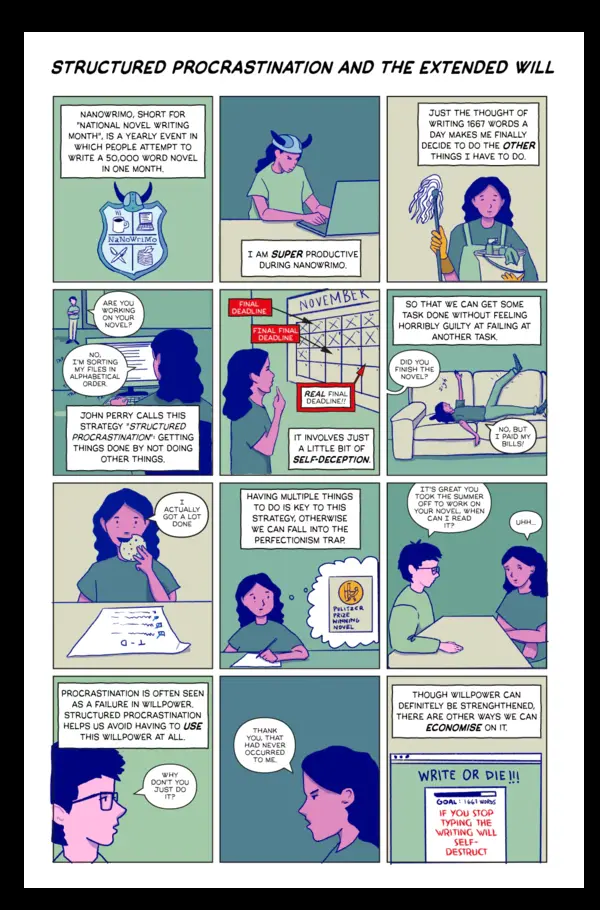 STRUCTURED PROCRASTINATION AND THE EXTENDED WILL
NANOWRIMO, SHORT FOR
"NATIONAL NOVEL WRITING
MONTH", IS A YEARLY EVENT IN
WHICH PEOPLE ATTEMPT TO
WRITE A 50,000 WORD NOVEL
IN ONE MONTH.
NaNoWriMo
I AM SUPER PRODUCTIVE
DURING NANOWRIMO.
JUST THE THOUGHT OF
WRITING 1667 WORDS A
DAY MAKES ME FINALLY
DECIDE TO DO THE OTHER
THINGS I HAVE TO DO.
ARE YOU
WORKING
ON YOUR
NOVEL?
NO,
I'M SORTING
MY FILES IN
ALPHABETICAL
ORDER.
JOHN PERRY CALLS THIS
STRATEGY "STRUCTURED
PROCRASTINATION"- GETTING
THINGS DONE BY NOT DOING
OTHER THINGS.
NOVEMBER
FINAL
DEADLINE
FINAL FINAL
DEADLINE
REAL FINAL
DEADLINE!!
IT INVOLVES JUST
A LITTLE BIT OF
SELF-DECEPTION.
SO THAT WE CAN GET SOME
TASK DONE WITHOUT FEELING
HORRIBLY GUILTY AT FAILING AT
ANOTHER TASK.
DID YOU
FINISH THE
NOVEL?
NO, BUT
I PAID MY
BILLS!
I
ACTUALLY
GOT A LOT
DONE
T-D
HAVING MULTIPLE THINGS
TO DO IS KEY TO THIS
STRATEGY, OTHERWISE
WE CAN FALL INTO THE
PERFECTIONISM TRAP.
PULITZER
PRIZE
WINNING
NOVEL
IT'S GREAT YOU
TOOK THE SUMMER
OFF TO WORK ON
YOUR NOVEL, WHEN
CAN I READ
IT?
UHH...
PROCRASTINATION IS OFTEN SEEN
AS A FAILURE IN WILLPOWER,
STRUCTURED PROCRASTINATION
HELPS US AVOID HAVING TO USE
THIS WILLPOWER AT ALL.
WHY
DON'T YOU
JUST DO
IT?
THANK
YOU, THAT
HAD NEVER
OCCURRED
TO ME.
THOUGH WILLPOWER CAN
DEFINITELY BE STRENGHTHENED,
THERE ARE OTHER WAYS WE CAN
ECONOMISE ON IT.
WRITE OR DIE!!!
GOAL: 1667 WORDS
IF YOU STOP
TYPING THE
WRITING WILL
SELF-
DESTRUCT